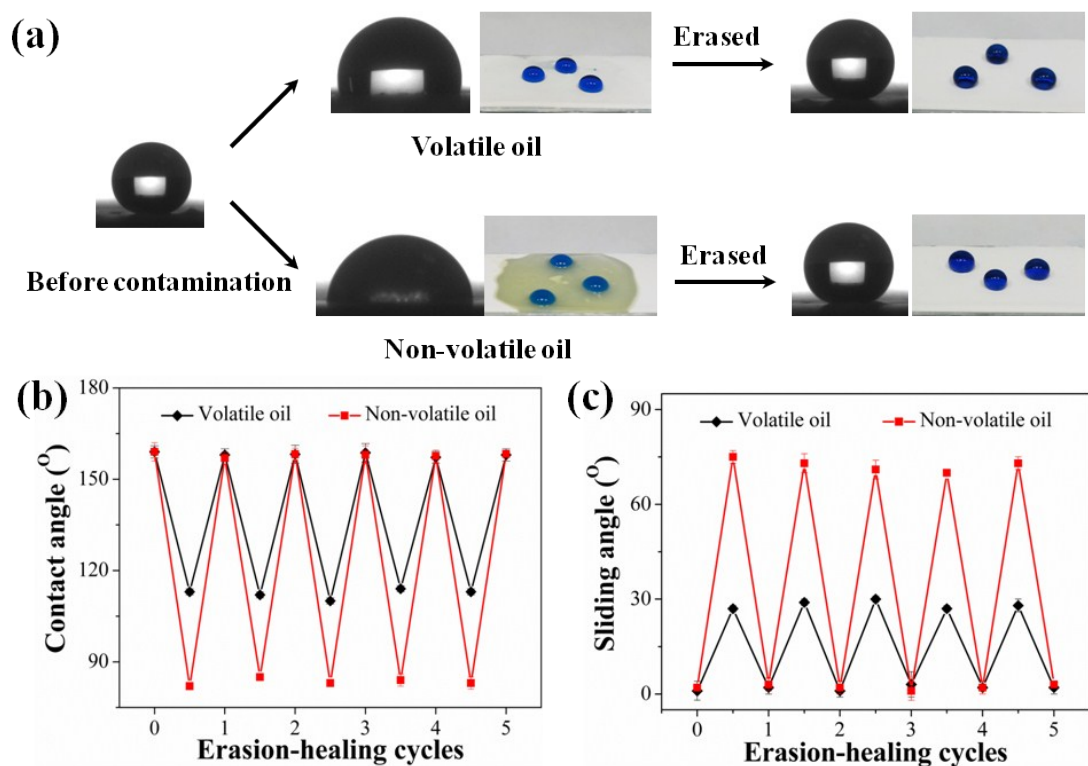 (a)
Erased
Volatile oil
Before contamination
Erased
Non-volatile oil
(b)
180
150
120
90
Contact angle (O)
Volatile oil
Non-volatile oil
0 1 2 3 4 5
Erasion-healing cycles
(c)
90
60
30
0
Sliding angle (O)
Volatile oil
Non-volatile oil
0 1 2 3 4 5
Erasion-healing cycles